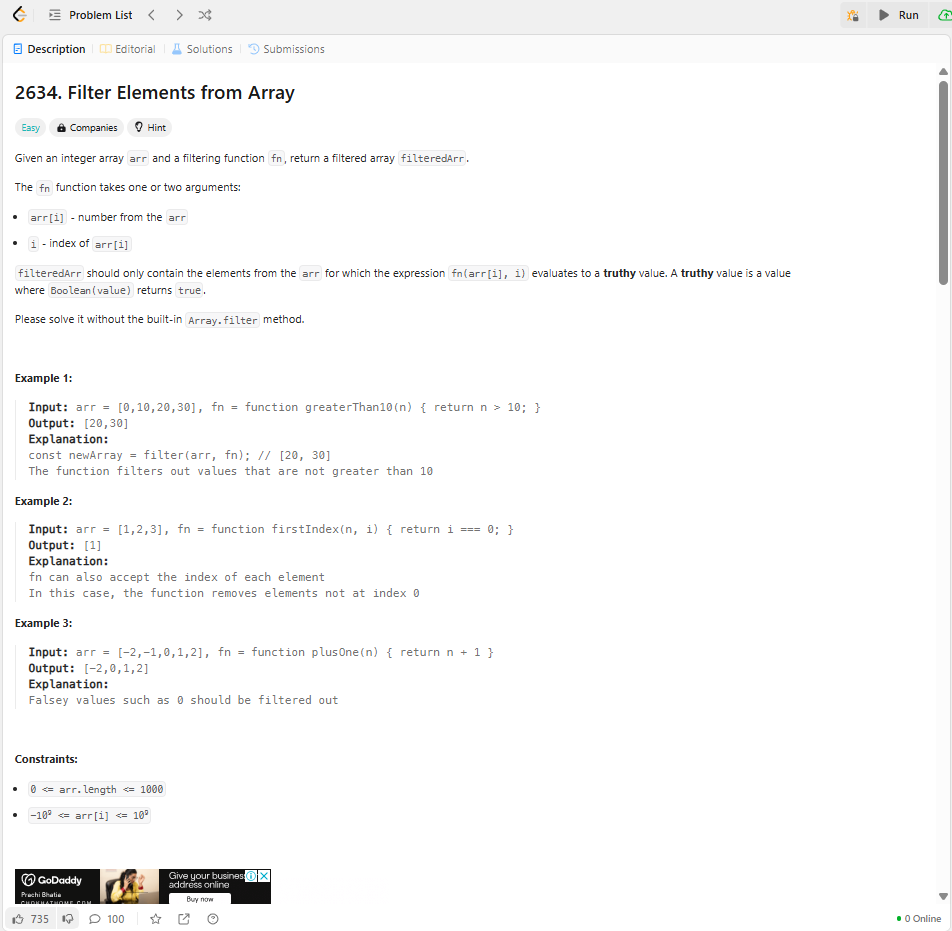 Problem List
Run
Description
Editorial
Solutions
Submissions
2634. Filter Elements from Array
Easy
Companies
Hint
Given an integer array arr and a filtering function fn, return a filtered array filteredArr.
The fn function takes one or two arguments:
• arr[i] - number from the arr
• i - index of arr[i]
filteredArr should only contain the elements from the arr for which the expression fn(arr[i], i) evaluates to a truthy value. A truthy value is a value
where Boolean(value) returns true.
Please solve it without the built-in Array.filter method.
Example 1:
Input: arr = [0,10,20,30], fn = function greaterThan10(n) { return n > 10; }
Output: [20,30]
Explanation:
const newArray = filter(arr, fn); // [20, 30]
The function filters out values that are not greater than 10
Example 2:
Input: arr = [1,2,3], fn = function firstIndex(n, i) { return i === 0; }
Output: [1]
Explanation:
fn can also accept the index of each element
In this case, the function removes elements not at index 0
Example 3:
Input: arr = [-2,-1,0,1,2], fn = function plusOne(n) { return n + 1 }
Output: [-2,0,1,2]
Explanation:
Falsey values such as 0 should be filtered out
Constraints:
• 0 <= arr.length <= 1000
• -10⁹ <= arr[i] <= 10⁹
GoDaddy
Prachi Bhatia
Give your business
address online
Buy now
735
100
0 Online